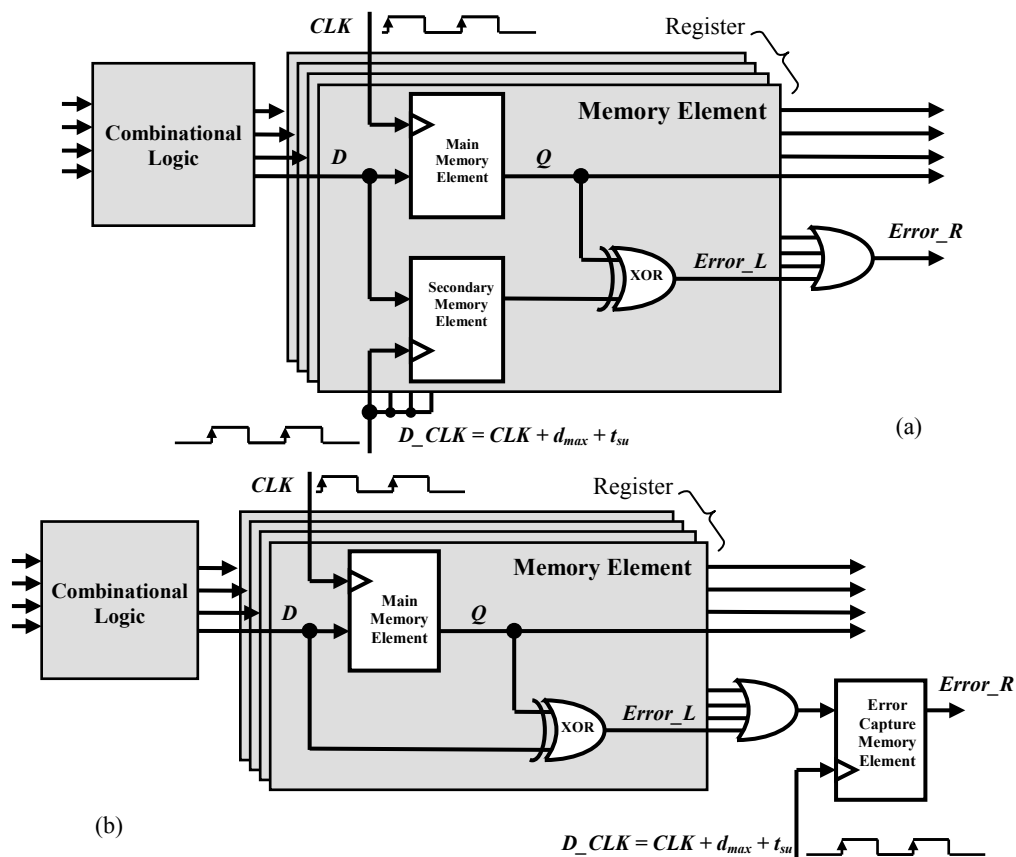 CLK
Register
Combinational
Logic
Memory Element
Main
Memory
Element
D
Q
Error_R
Error_L
XOR
Secondary
Memory
Element
D_CLK = CLK + dmax + tsu
(a)
CLK
Register
Combinational
Logic
Memory Element
Main
Memory
Element
D
Q
Error_L
Error_R
XOR
Error
Capture
Memory
Element
(b)
D_CLK = CLK + dmax + tsu